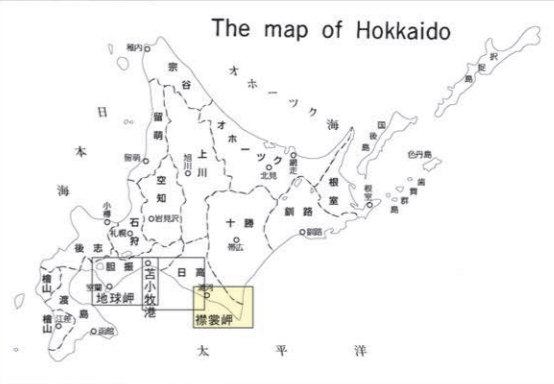 The map of Hokkaido
稚内
宗谷
オホーツク海
択捉島
日本海
留萌
オホーツク
国後島
色丹島
上川
旭川
留萌
北見
網走
歯舞群島
空知
根室
根室
小樽
石狩
岩見沢
十勝
釧路
札幌
帯広
釧路
後志
胆振
日高
檜山
室蘭
地球岬
苫小牧港
浦河
渡島
襟裳岬
檜山
江差
函館
太平洋